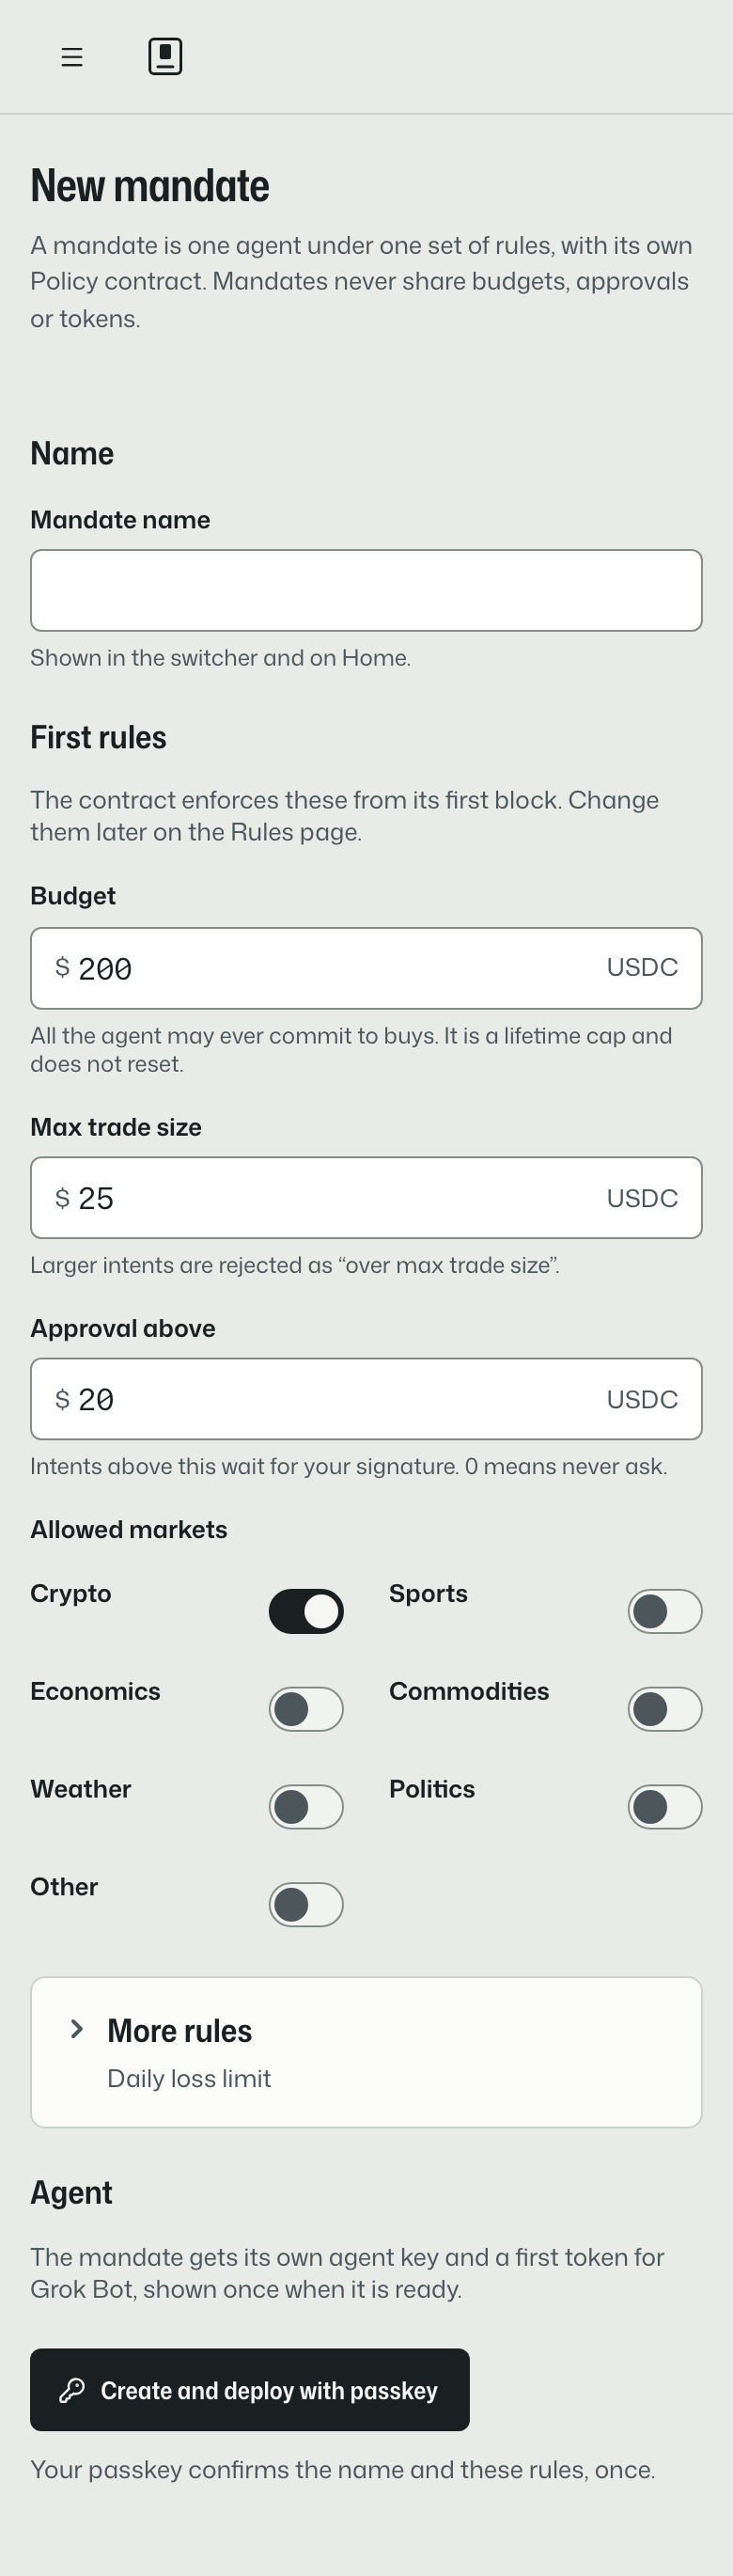 New mandate
A mandate is one agent under one set of rules, with its own
Policy contract. Mandates never share budgets, approvals
or tokens.
Name
Mandate name
Shown in the switcher and on Home.
First rules
The contract enforces these from its first block. Change
them later on the Rules page.
Budget
$ 200 USDC
All the agent may ever commit to buys. It is a lifetime cap and
does not reset.
Max trade size
$ 25 USDC
Larger intents are rejected as “over max trade size”.
Approval above
$ 20 USDC
Intents above this wait for your signature. 0 means never ask.
Allowed markets
Crypto Sports
Economics Commodities
Weather Politics
Other
More rules
Daily loss limit
Agent
The mandate gets its own agent key and a first token for
Grok Bot, shown once when it is ready.
Create and deploy with passkey
Your passkey confirms the name and these rules, once.